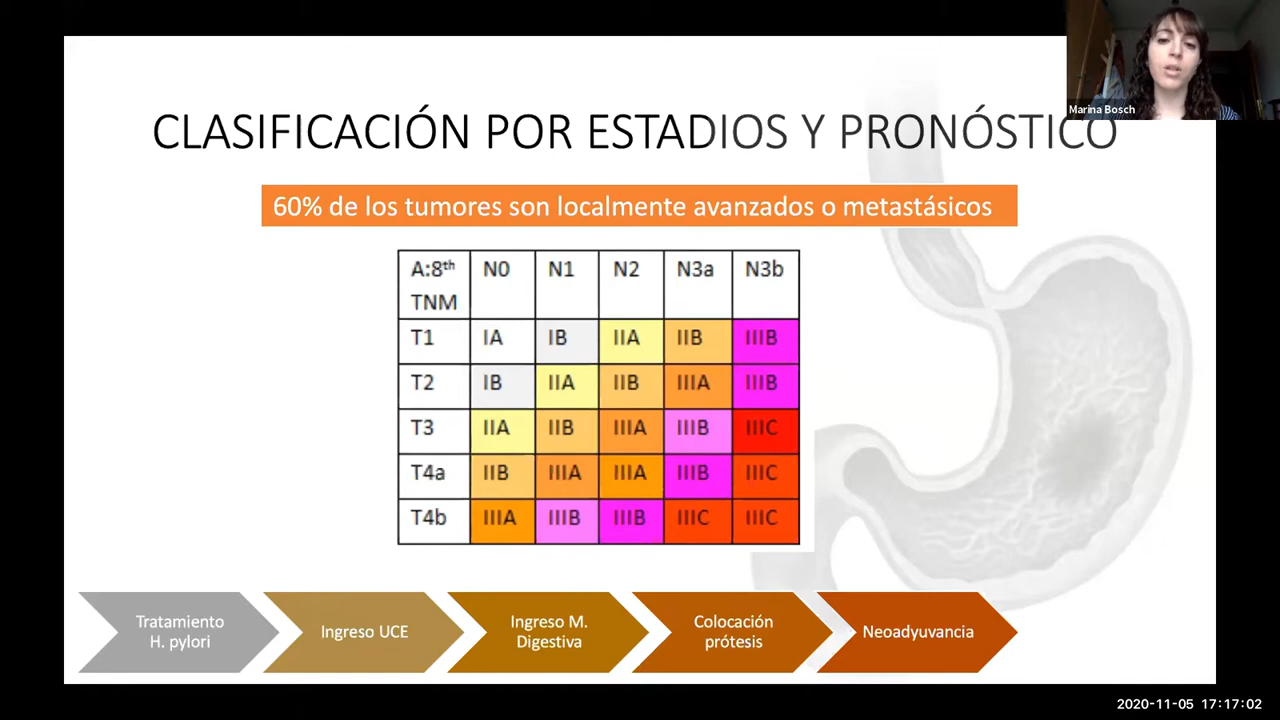 Marina Bosch
CLASIFICACIÓN POR ESTADIOS Y PRONÓSTICO
60% de los tumores son localmente avanzados o metastásicos
A:8th TNM N0 N1 N2 N3a N3b
T1 IA IB IIA IIB IIIB
T2 IB IIA IIB IIIA IIIB
T3 IIA IIB IIIA IIIB IIIC
T4a IIB IIIA IIIA IIIB IIIC
T4b IIIA IIIB IIIB IIIC IIIC
Tratamiento
H. pylori
Ingreso UCE
Ingreso M.
Digestiva
Colocación
prótesis
Neoadyuvancia
2020-11-05 17:17:02